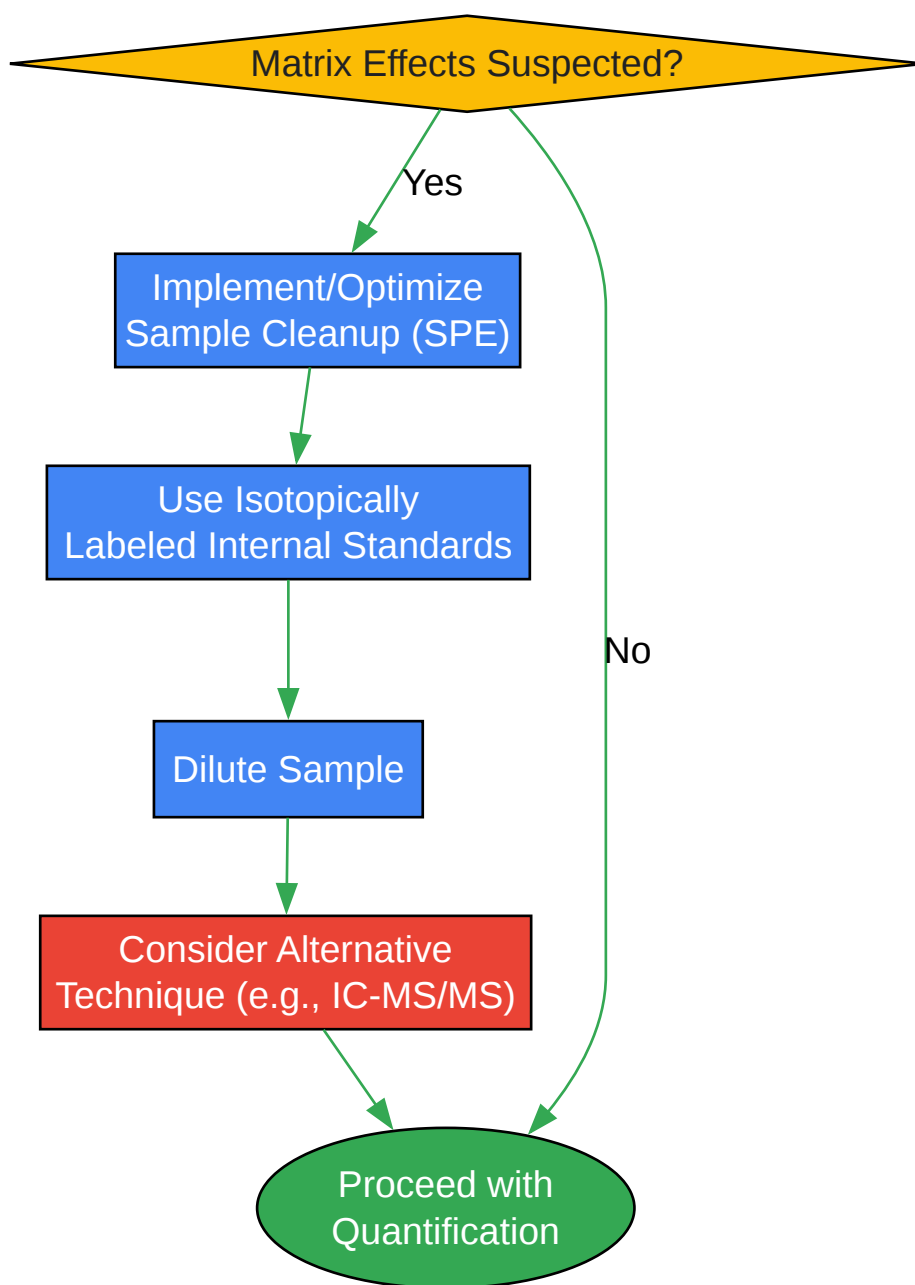 Matrix Effects Suspected?
Yes
Implement/Optimize
Sample Cleanup (SPE)
Use Isotopically
Labeled Internal Standards
No
Dilute Sample
Consider Alternative
Technique (e.g., IC-MS/MS)
Proceed with
Quantification